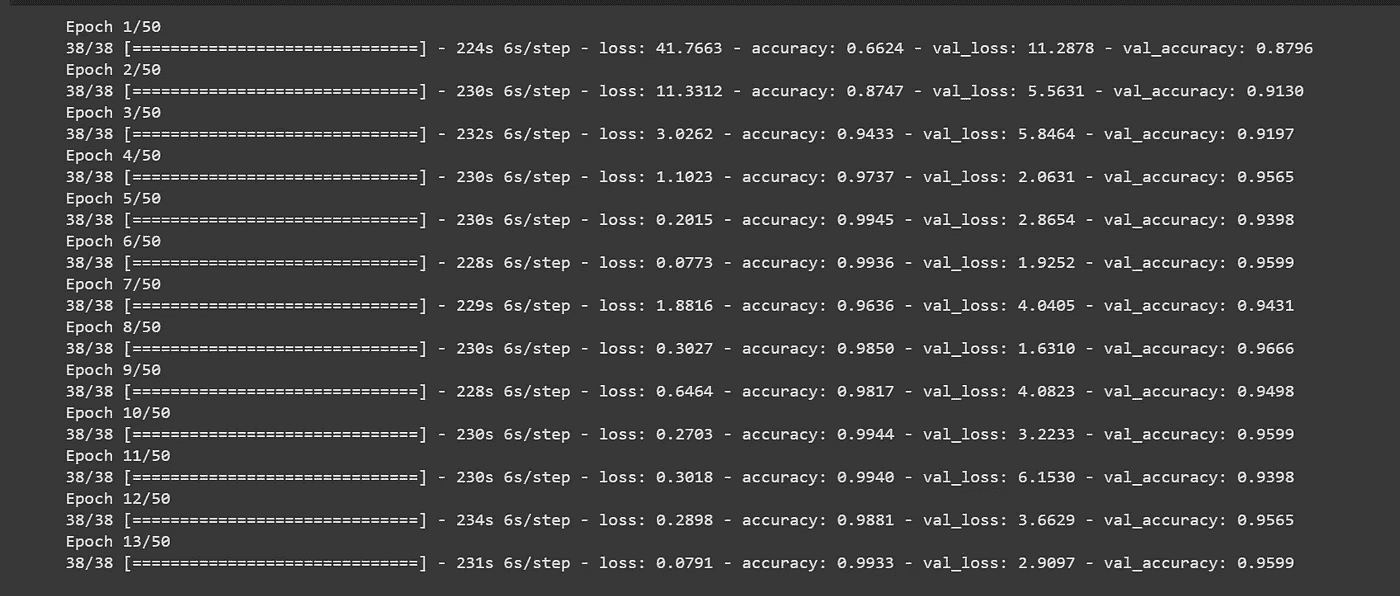 Epoch 1/50
38/38 [==============================] - 224s 6s/step - loss: 41.7663 - accuracy: 0.6624 - val_loss: 11.2878 - val_accuracy: 0.8796
Epoch 2/50
38/38 [==============================] - 230s 6s/step - loss: 11.3312 - accuracy: 0.8747 - val_loss: 5.5631 - val_accuracy: 0.9130
Epoch 3/50
38/38 [==============================] - 232s 6s/step - loss: 3.0262 - accuracy: 0.9433 - val_loss: 5.8464 - val_accuracy: 0.9197
Epoch 4/50
38/38 [==============================] - 230s 6s/step - loss: 1.1023 - accuracy: 0.9737 - val_loss: 2.0631 - val_accuracy: 0.9565
Epoch 5/50
38/38 [==============================] - 230s 6s/step - loss: 0.2015 - accuracy: 0.9945 - val_loss: 2.8654 - val_accuracy: 0.9398
Epoch 6/50
38/38 [==============================] - 228s 6s/step - loss: 0.0773 - accuracy: 0.9936 - val_loss: 1.9252 - val_accuracy: 0.9599
Epoch 7/50
38/38 [==============================] - 229s 6s/step - loss: 1.8816 - accuracy: 0.9636 - val_loss: 4.0405 - val_accuracy: 0.9431
Epoch 8/50
38/38 [==============================] - 230s 6s/step - loss: 0.3027 - accuracy: 0.9850 - val_loss: 1.6310 - val_accuracy: 0.9666
Epoch 9/50
38/38 [==============================] - 228s 6s/step - loss: 0.6464 - accuracy: 0.9817 - val_loss: 4.0823 - val_accuracy: 0.9498
Epoch 10/50
38/38 [==============================] - 230s 6s/step - loss: 0.2703 - accuracy: 0.9944 - val_loss: 3.2233 - val_accuracy: 0.9599
Epoch 11/50
38/38 [==============================] - 230s 6s/step - loss: 0.3018 - accuracy: 0.9940 - val_loss: 6.1530 - val_accuracy: 0.9398
Epoch 12/50
38/38 [==============================] - 234s 6s/step - loss: 0.2898 - accuracy: 0.9881 - val_loss: 3.6629 - val_accuracy: 0.9565
Epoch 13/50
38/38 [==============================] - 231s 6s/step - loss: 0.0791 - accuracy: 0.9933 - val_loss: 2.9097 - val_accuracy: 0.9599